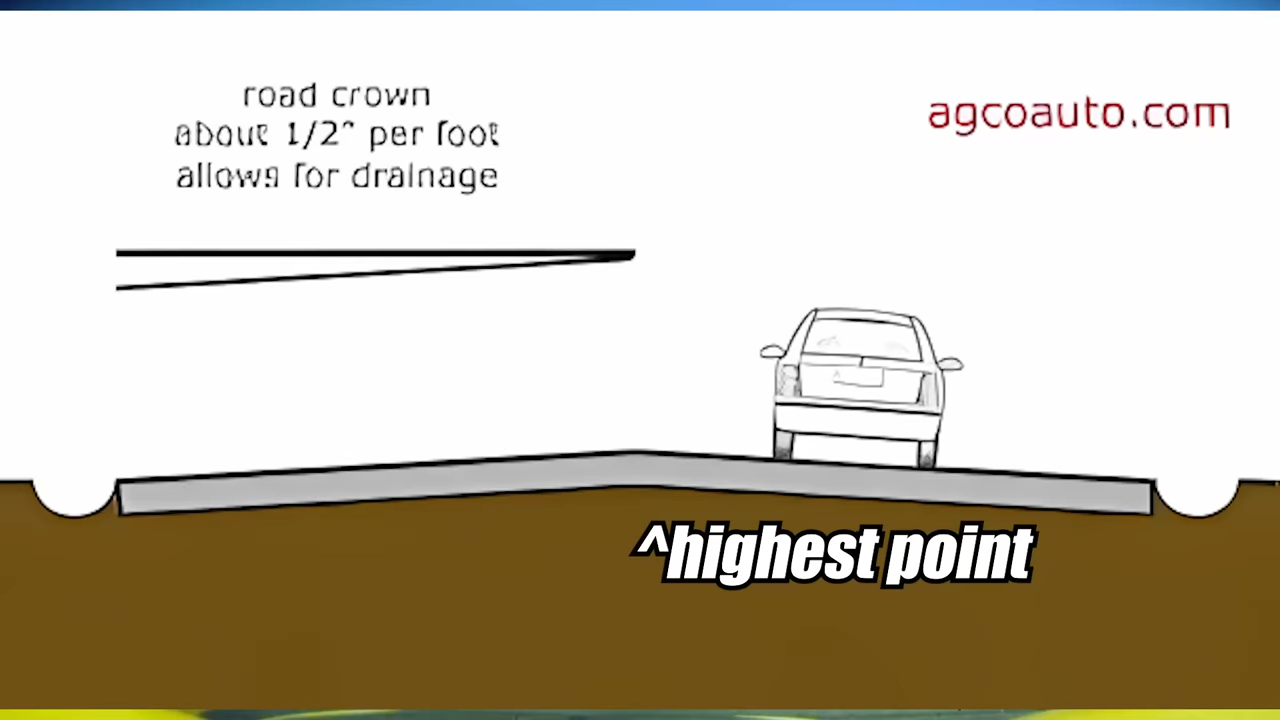 road crown
about 1/2" per foot
allows for drainage
agcoauto.com
^highest point